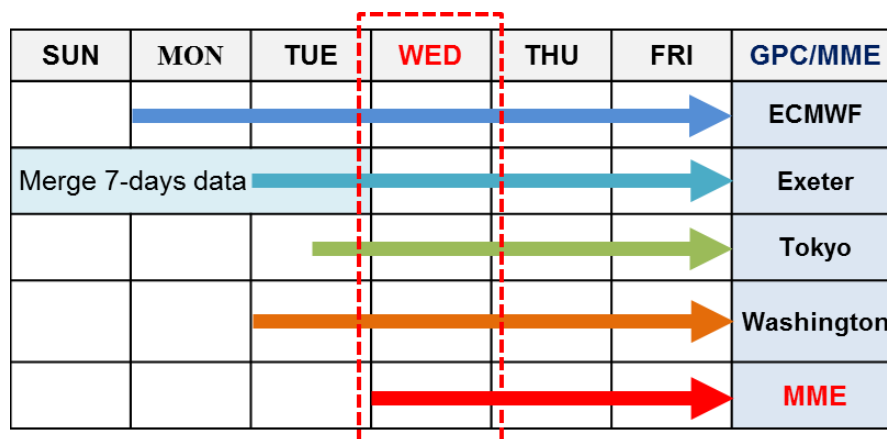 SUN MON TUE WED THU FRI GPC/MME
ECMWF
Merge 7-days data Exeter
Tokyo
Washington
MME